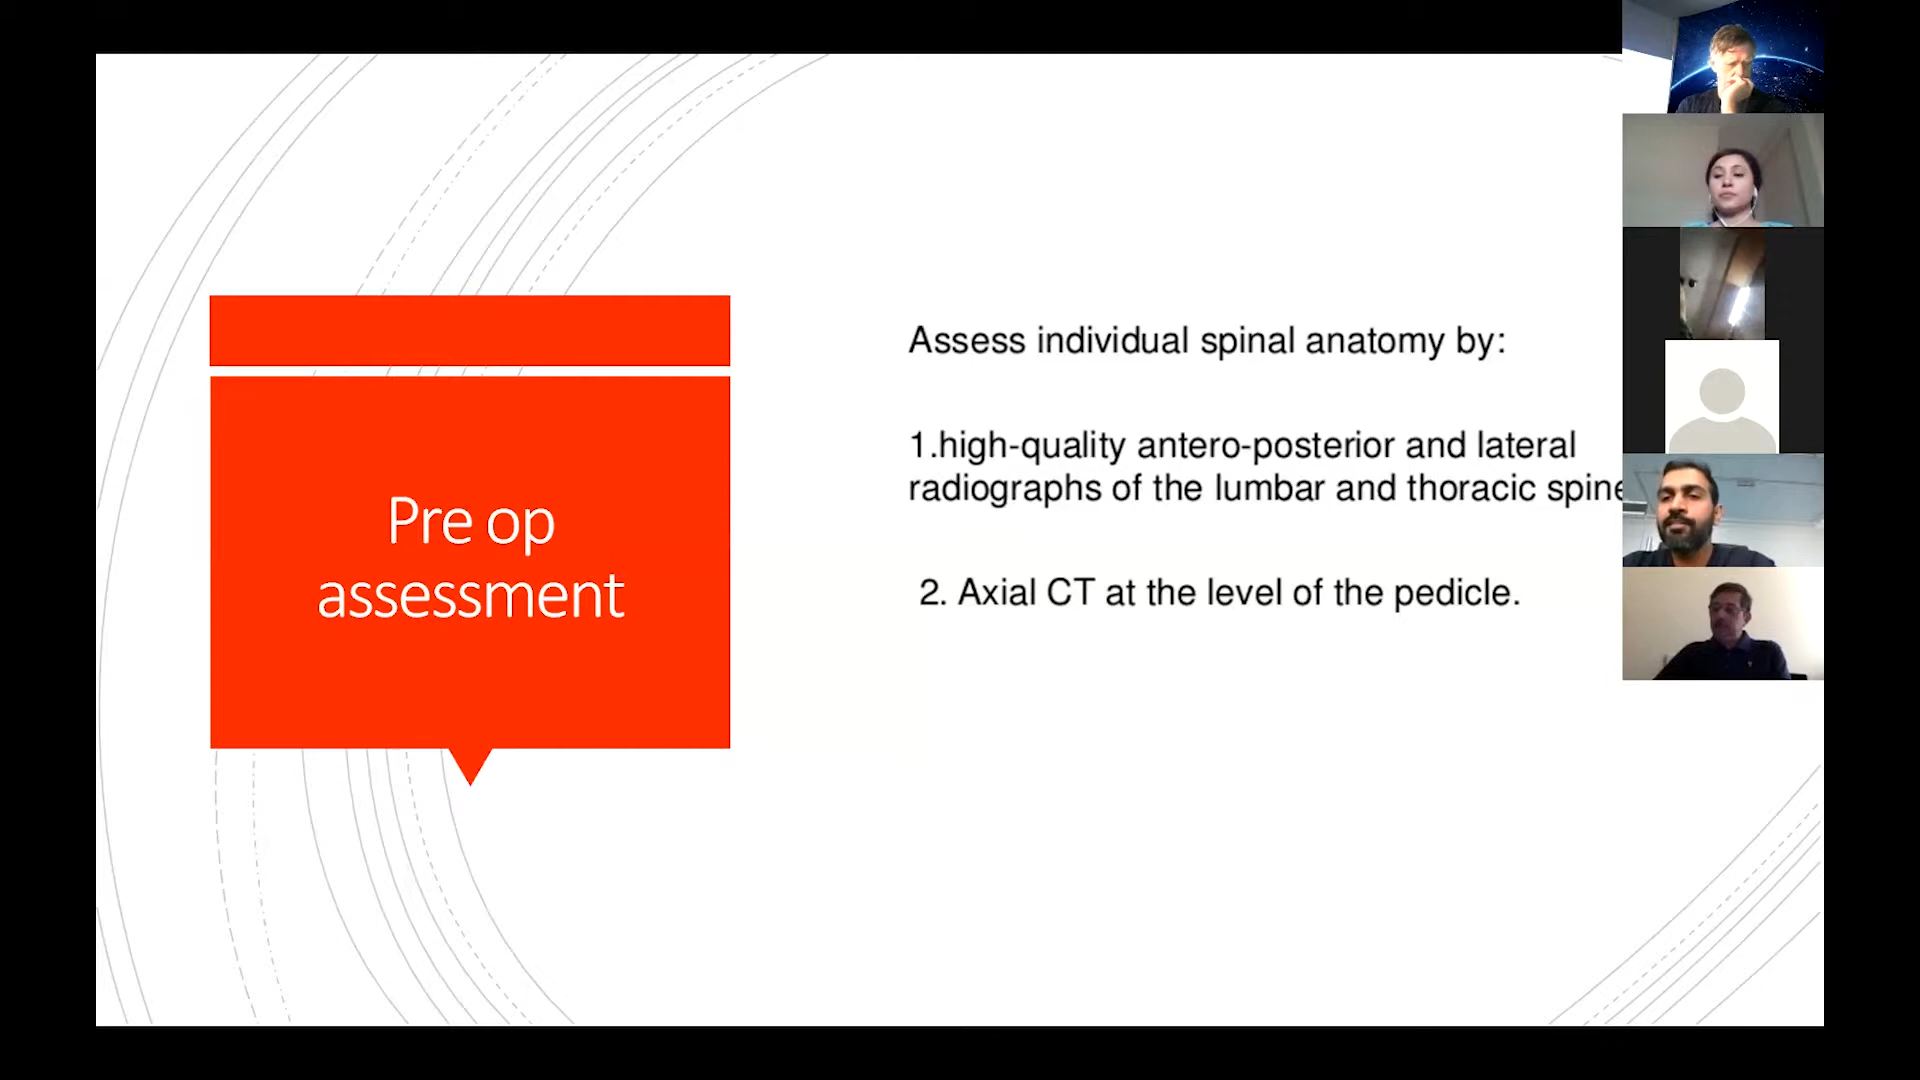 Pre op
assessment
Assess individual spinal anatomy by:
1.high-quality antero-posterior and lateral
radiographs of the lumbar and thoracic spine
2. Axial CT at the level of the pedicle.